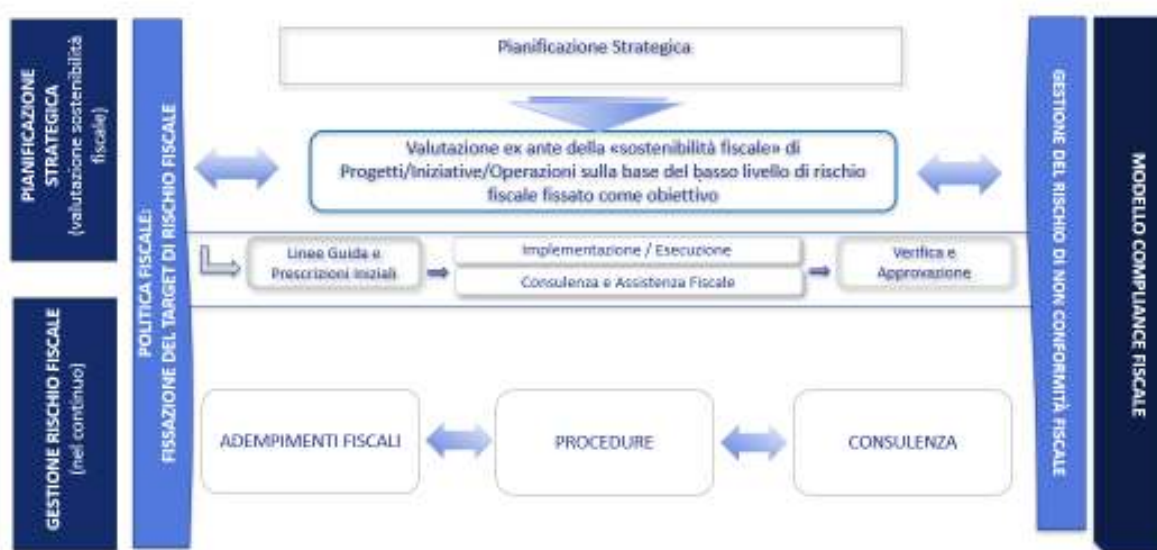 PIANIFICAZIONE
STRATEGICA
(valutazione sostenibilità
fiscale)
GESTIONE RISCHIO FISCALE
(nel continuo)
POLITICA FISCALE:
FISSAZIONE DEL TARGET DI RISCHIO FISCALE
Pianificazione Strategica
Valutazione ex ante della «sostenibilità fiscale» di
Progetti/Iniziative/Operazioni sulla base del basso livello di rischio
fiscale fissato come obiettivo
Linee Guida e
Prescrizioni Iniziali
Implementazione / Esecuzione
Consulenza e Assistenza Fiscale
Verifica e
Approvazione
ADEMPIMENTI FISCALI
PROCEDURE
CONSULENZA
GESTIONE DEL RISCHIO DI NON CONFORMITÀ FISCALE
MODELLO COMPLIANCE FISCALE